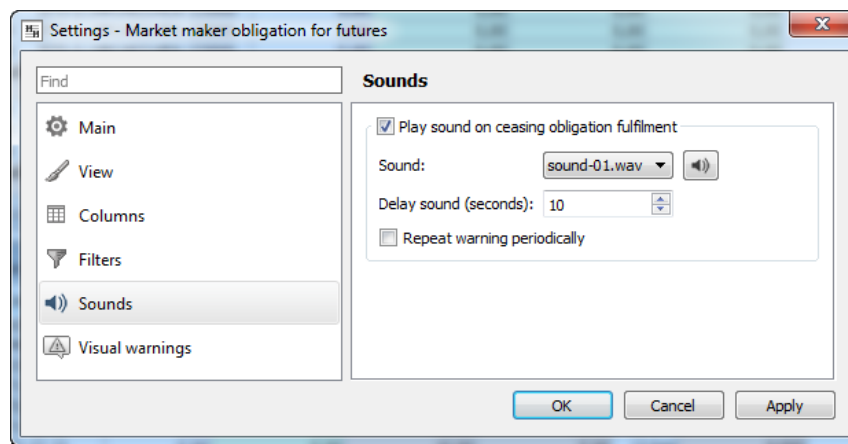 Settings - Market maker obligation for futures
Find
Main
View
Columns
Filters
Sounds
Visual warnings
Sounds
Play sound on ceasing obligation fulfilment
Sound: sound-01.wav
Delay sound (seconds): 10
Repeat warning periodically
OK Cancel Apply